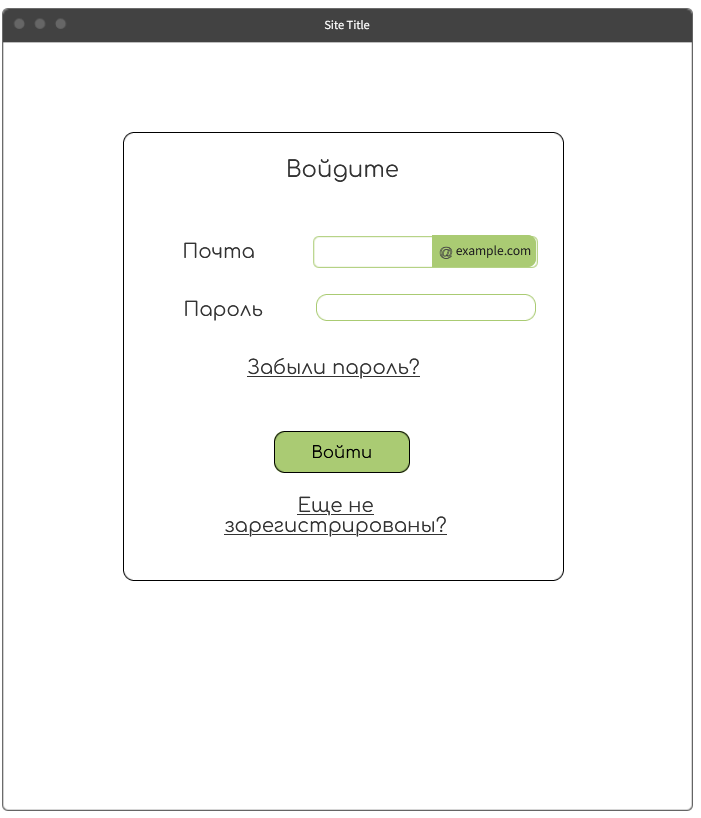 Site Title
Войдите
Почта
@ example.com
Пароль
Забыли пароль?
Войти
Еще не
зарегистрированы?